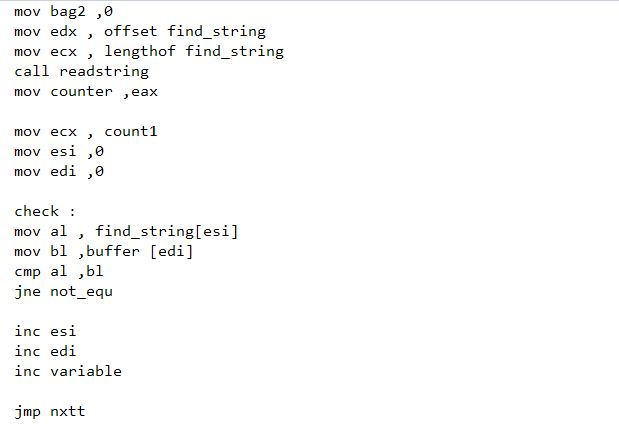 mov bag2 ,0
mov edx , offset find_string
mov ecx , lengthof find_string
call readstring
mov counter ,eax
mov ecx , count1
mov esi ,0
mov edi ,0
check :
mov al , find_string[esi]
mov bl ,buffer [edi]
cmp al ,bl
jne not_equ
inc esi
inc edi
inc variable
jmp nxtt